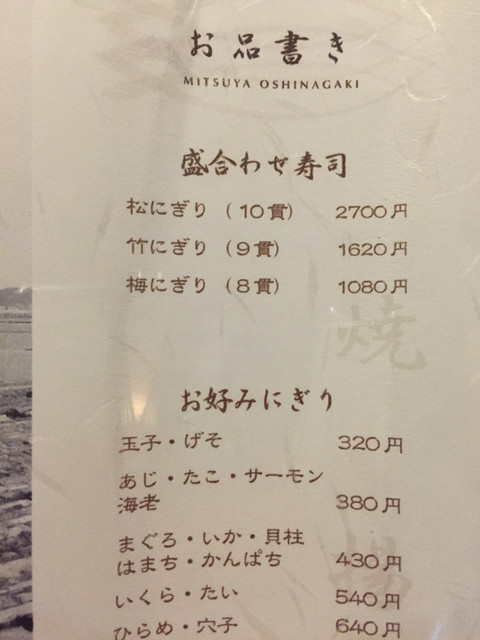 お品書き
MITSUYA OSHINAGAKI
盛合わせ寿司
松にぎり (10貫) 2700円
竹にぎり (9貫) 1620円
梅にぎり (8貫) 1080円
焼
お好みにぎり
玉子・げそ 320円
あじ・たこ・サーモン
海老 380円
まぐろ・いか・貝柱
はまち・かんぱち 430円
揚
いくら・たい 540円
ひらめ・穴子 640円